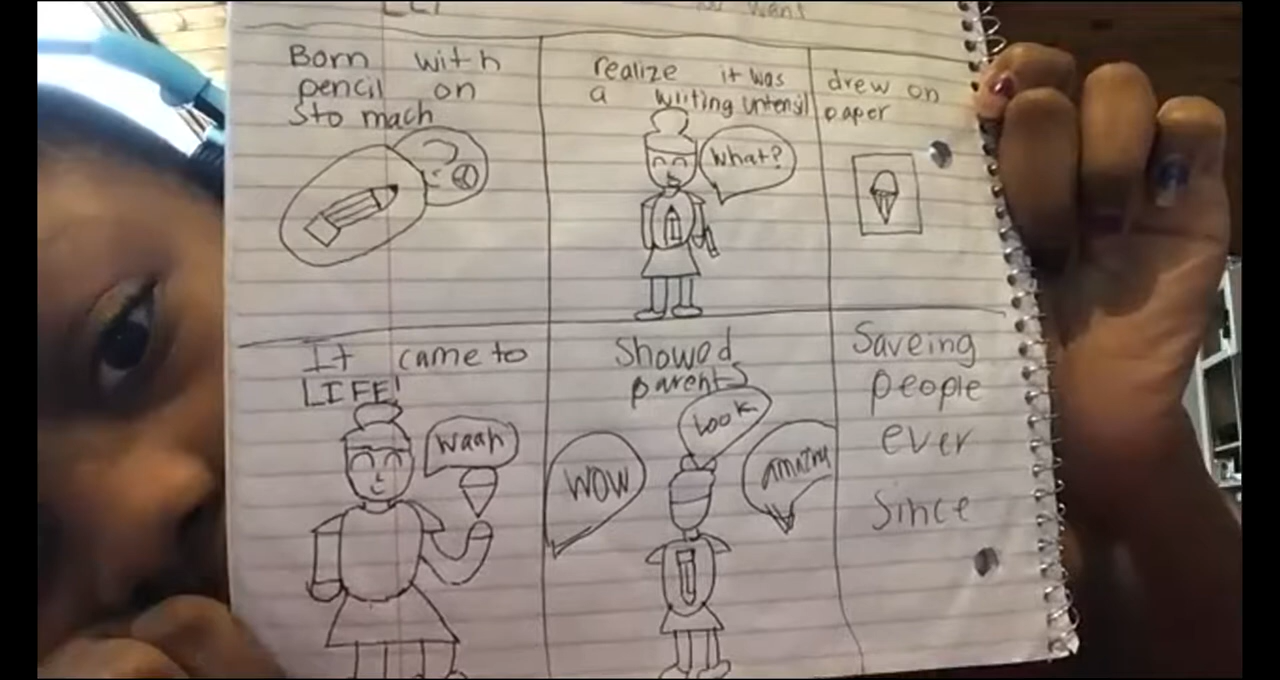 want
Born with
pencil on
sto mach
realize it was
a writing untensil
What?
drew on
paper
It came to
LIFE!
waah
Showed
parents
Look
WOW
Saveing
people
ever
Since